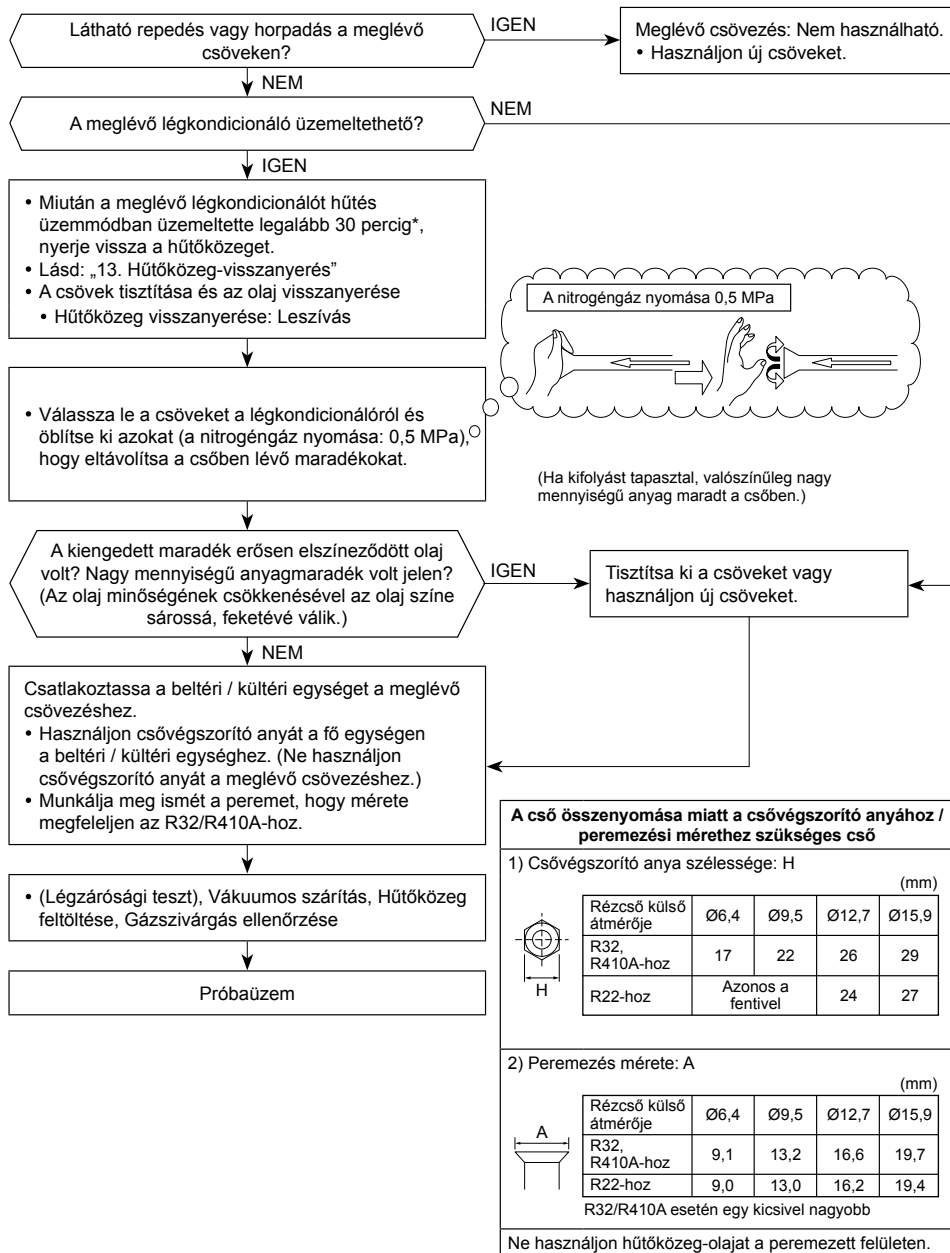 Látható repedés vagy horpadás a meglévő
csöveken?
IGEN
Meglévő csövezés: Nem használható.
• Használjon új csöveket.
NEM
A meglévő légkondicionáló üzemeltethető?
NEM
IGEN
• Miután a meglévő légkondicionálót hűtés
üzemmódban üzemeltette legalább 30 percig*,
nyerje vissza a hűtőközeget.
• Lásd: „13. Hűtőközeg-visszanyerés”
• A csövek tisztítása és az olaj visszanyerése
• Hűtőközeg visszanyerése: Leszívás
A nitrogéngáz nyomása 0,5 MPa
• Válassza le a csöveket a légkondicionálóról és
öblítse ki azokat (a nitrogéngáz nyomása: 0,5 MPa),
hogy eltávolítsa a csőben lévő maradékokat.
(Ha kifolyást tapasztal, valószínűleg nagy
mennyiségű anyag maradt a csőben.)
A kiengedett maradék erősen elszíneződött olaj
volt? Nagy mennyiségű anyagmaradék volt jelen?
(Az olaj minőségének csökkenésével az olaj színe
sárossá, feketévé válik.)
IGEN
Tisztítsa ki a csöveket vagy
használjon új csöveket.
NEM
Csatlakoztassa a beltéri / kültéri egységet a meglévő
csövezéshez.
• Használjon csővégszorító anyát a fő egységen
a beltéri / kültéri egységhez. (Ne használjon
csővégszorító anyát a meglévő csövezéshez.)
• Munkálja meg ismét a peremet, hogy mérete
megfeleljen az R32/R410A-hoz.
• (Légzárósági teszt), Vákuumos szárítás, Hűtőközeg
feltöltése, Gázszivárgás ellenőrzése
Próbaüzem
A cső összenyomása miatt a csővégszorító anyához /
peremezési mérethez szükséges cső
1) Csővégszorító anya szélessége: H
(mm)
Rézcső külső
átmérője Ø6,4 Ø9,5 Ø12,7 Ø15,9
R32,
R410A-hoz 17 22 26 29
R22-hoz Azonos a
fentivel 24 27
H
2) Peremezés mérete: A
(mm)
Rézcső külső
átmérője Ø6,4 Ø9,5 Ø12,7 Ø15,9
A
R32,
R410A-hoz 9,1 13,2 16,6 19,7
R22-hoz 9,0 13,0 16,2 19,4
R32/R410A esetén egy kicsivel nagyobb
Ne használjon hűtőközeg-olajat a peremezett felületen.